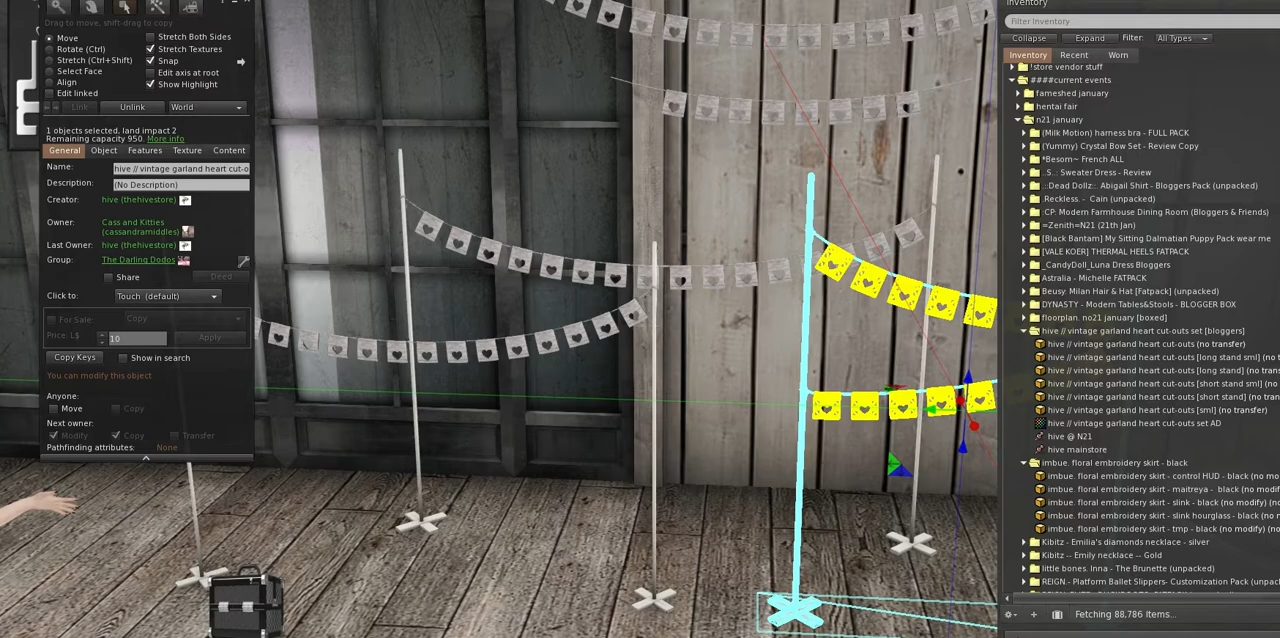 Drag to move, shift-drag to copy
Move
Rotate (Ctrl)
Stretch (Ctrl+Shift)
Select Face
Align
Edit linked
Stretch Both Sides
Stretch Textures
Snap
Edit axis at root
Show Highlight
Link
Unlink
World
1 objects selected, land impact 2
Remaining capacity 950. More info
General Object Features Texture Content
Name: hive // vintage garland heart cut-o
Description: (No Description)
Creator: hive (thehivestore)
Owner: Cass and Kitties
(cassandramiddles)
Last Owner: hive (thehivestore)
Group: The Darling Dodos
Share
Deed
Click to: Touch (default)
For Sale: Copy
Price: L$ 10 Apply
Copy Keys Show in search
You can modify this object
Anyone:
Move Copy
Next owner:
Modify Copy Transfer
Pathfinding attributes: None
Inventory
Filter Inventory
Collapse Expand Filter: All Types
Inventory Recent Worn
!store vendor stuff
####current events
fameshed january
hentai fair
n21 january
(Milk Motion) harness bra - FULL PACK
(Yummy) Crystal Bow Set - Review Copy
*Besom~ French ALL
.:S.: Sweater Dress - Review
.::Dead Dollz:. Abigail Shirt - Bloggers Pack (unpacked)
.Reckless. - Cain (unpacked)
:CP: Modern Farmhouse Dining Room (Bloggers & Friends)
=Zenith=N21 (21th Jan)
[Black Bantam] My Sitting Dalmatian Puppy Pack wear me
[VALE KOER] THERMAL HEELS FATPACK
_CandyDoll_Luna Dress Bloggers
Astralia - Michelle FATPACK
Beusy: Milan Hair & Hat [Fatpack] (unpacked)
DYNASTY - Modern Tables&Stools - BLOGGER BOX
floorplan. no21 january [boxed]
hive // vintage garland heart cut-outs set [bloggers]
hive // vintage garland heart cut-outs (no transfer)
hive // vintage garland heart cut-outs [long stand sml] (no t
hive // vintage garland heart cut-outs [long stand] (no trans
hive // vintage garland heart cut-outs [short stand sml] (no t
hive // vintage garland heart cut-outs [short stand] (no tran
hive // vintage garland heart cut-outs [sml] (no transfer)
hive // vintage garland heart cut-outs set AD
hive @ N21
hive mainstore
imbue. floral embroidery skirt - black
imbue. floral embroidery skirt - control HUD - black (no modif
imbue. floral embroidery skirt - maitreya - black (no modify)
imbue. floral embroidery skirt - slink - black (no modify) (no
imbue. floral embroidery skirt - slink hourglass - black (no m
imbue. floral embroidery skirt - tmp - black (no modify) (no t
Kibitz - Emilia's diamonds necklace - silver
Kibitz -- Emily necklace -- Gold
little bones. Inna - The Brunette (unpacked)
REIGN - Platform Ballet Slippers- Customization Pack (unpac
Fetching 88,786 Items...